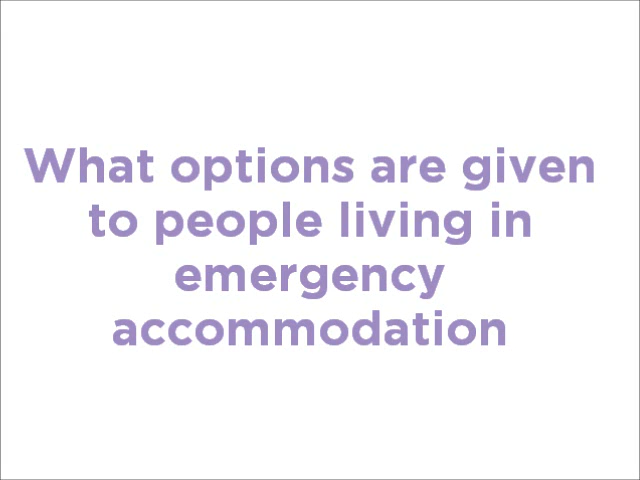 What options are given
to people living in
emergency
accommodation